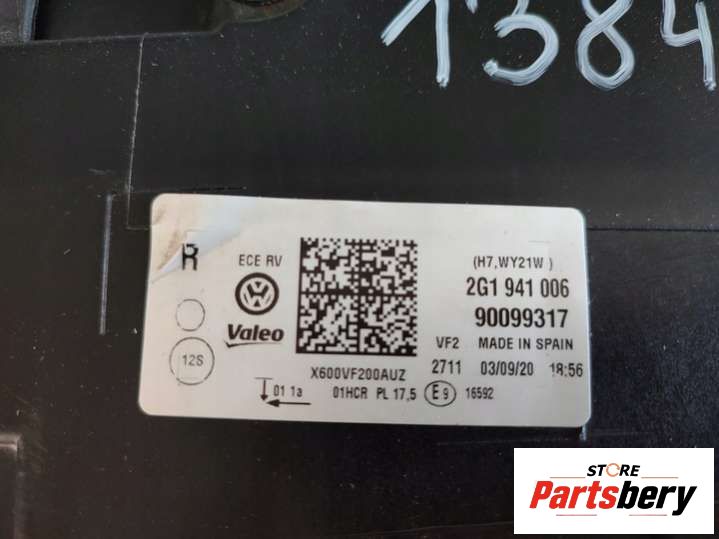 1384
R
ECE RV
(H7,WY21W )
2G1 941 006
90099317
Valeo
VF2 MADE IN SPAIN
12S
X600VF200AUZ
2711 03/09/20 18:56
01 1a 01HCR PL 17,5 E9 16592
STORE
Partsbery